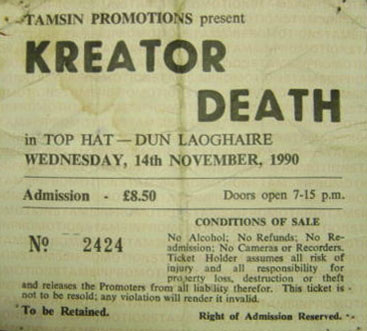 TAMSIN PROMOTIONS present
KREATOR
DEATH
in TOP HAT — DUN LAOGHAIRE
WEDNESDAY, 14th NOVEMBER, 1990
Admission - £8.50 Doors open 7-15 p.m.
CONDITIONS OF SALE
No 2424
No Alcohol; No Refunds; No Re-
admission; No Cameras or Recorders.
Ticket Holder assumes all risk of
injury and all responsibility for
property loss, destruction or theft
and releases the Promoters from all liability therefor. This ticket is
not to be resold; any violation will render it invalid.
To be Retained. Right of Admission Reserved.